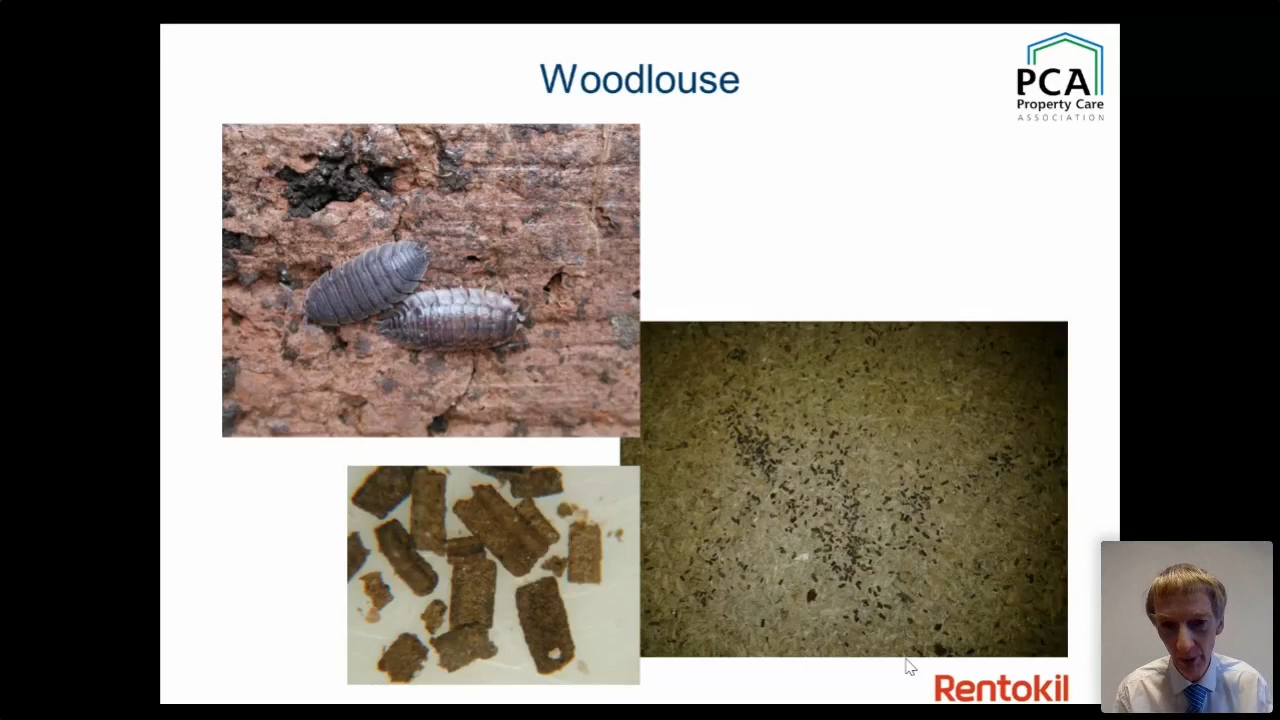 Woodlouse
PCA
Property Care
ASSOCIATION
Rentokil